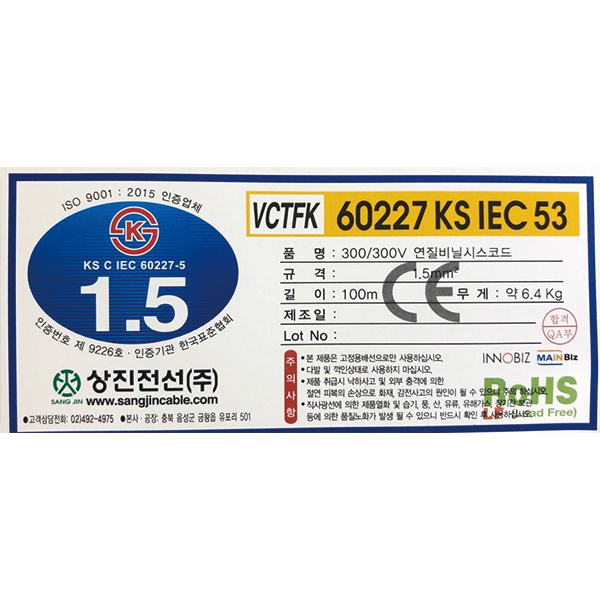 ISO 9001 : 2015 인증업체
KS
KS C IEC 60227-5
1.5
인증번호 제 9226호 · 인증기관 한국표준협회
SANG JIN
상진전선(주)
www.sangjincable.com
●고객상담전화: 02)492-4975 ●본사 · 공장: 충북 음성군 금왕읍 유포리 501
VCTFK 60227 KS IEC 53
품 명 : 300/300V 연질비닐시스코드
규 격 : 1.5mm²
CE
길 이 : 100m 무 게 : 약 6.4 Kg
제 조 일 :
Lot No :
합격
QA부
주의사항
• 본 제품은 고정용배선으로만 사용하십시오.
• 다발 및 적인상태로 사용하지 마십시오.
• 제품 취급시 낙하사고 및 외부 충격에 의한
절연 피복의 손상으로 화재, 감전사고의 원인이 될 수 있으니 주의 하십시오.
• 직사광선에 의한 제품열화 및 습기, 풍, 산, 유류, 유해가스, 장기간 보관
등에 의한 품질노화가 발생 될 수 있으니 반드시 확인 후 사용하십시오.
INNOBIZ MAINBiz
RoHS
(Lead Free)